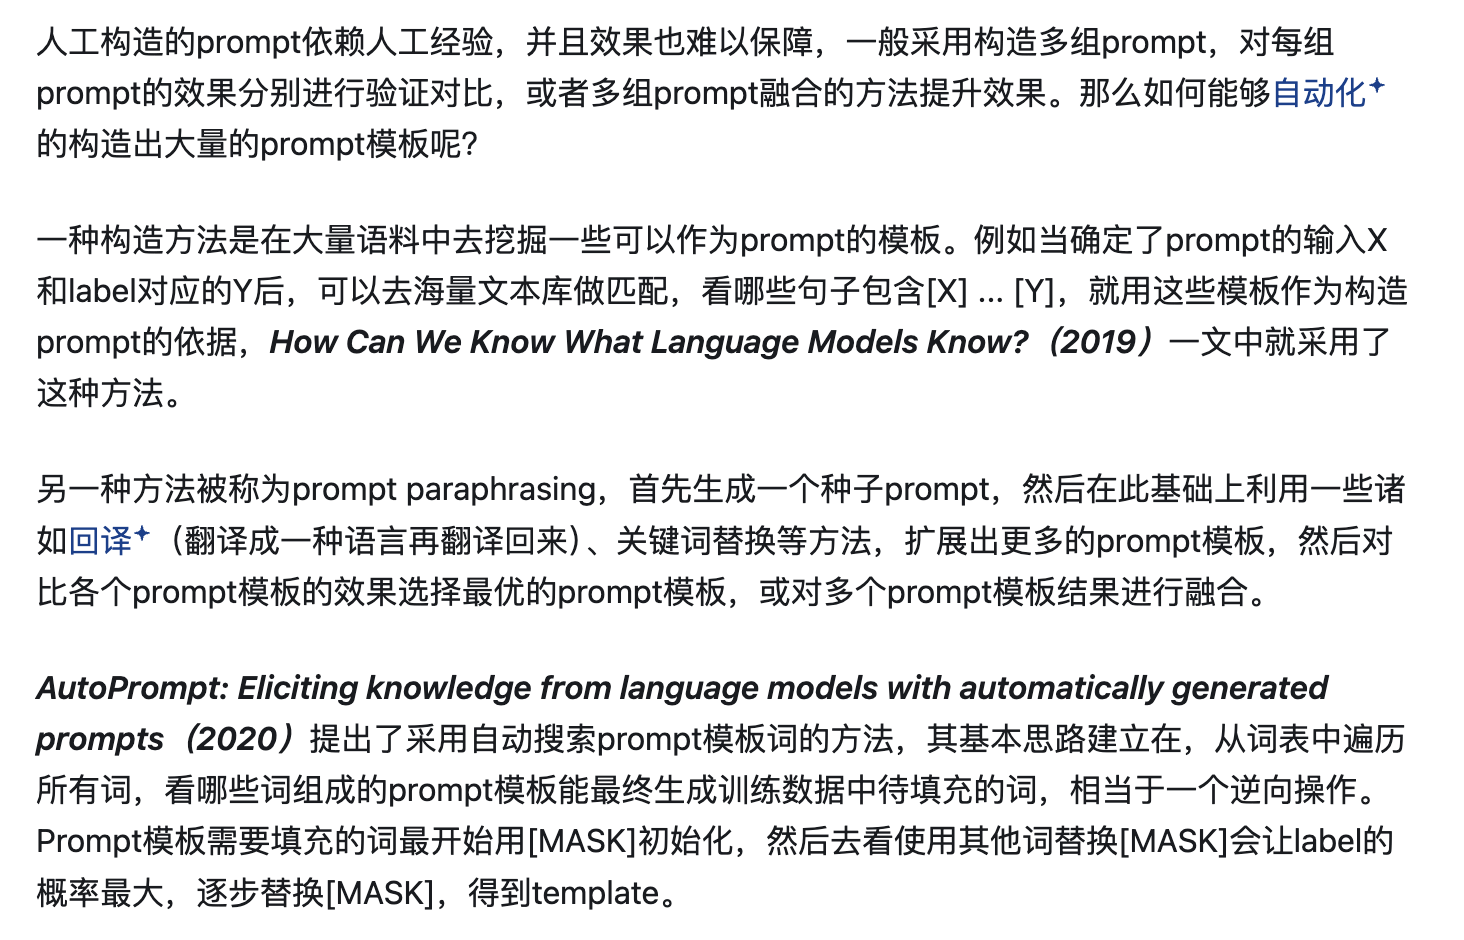 人工构造的prompt依赖人工经验，并且效果也难以保障，一般采用构造多组prompt，对每组
prompt的效果分别进行验证对比，或者多组prompt融合的方法提升效果。那么如何能够自动化
的构造出大量的prompt模板呢？
一种构造方法是在大量语料中去挖掘一些可以作为prompt的模板。例如当确定了prompt的输入X
和label对应的Y后，可以去海量文本库做匹配，看哪些句子包含[X] ... [Y]，就用这些模板作为构造
prompt的依据，How Can We Know What Language Models Know?（2019）一文中就采用了
这种方法。
另一种方法被称为prompt paraphrasing，首先生成一个种子prompt，然后在此基础上利用一些诸
如回译（翻译成一种语言再翻译回来）、关键词替换等方法，扩展出更多的prompt模板，然后对
比各个prompt模板的效果选择最优的prompt模板，或对多个prompt模板结果进行融合。
AutoPrompt: Eliciting knowledge from language models with automatically generated
prompts（2020）提出了采用自动搜索prompt模板词的方法，其基本思路建立在，从词表中遍历
所有词，看哪些词组成的prompt模板能最终生成训练数据中待填充的词，相当于一个逆向操作。
Prompt模板需要填充的词最开始用[MASK]初始化，然后去看使用其他词替换[MASK]会让label的
概率最大，逐步替换[MASK]，得到template。